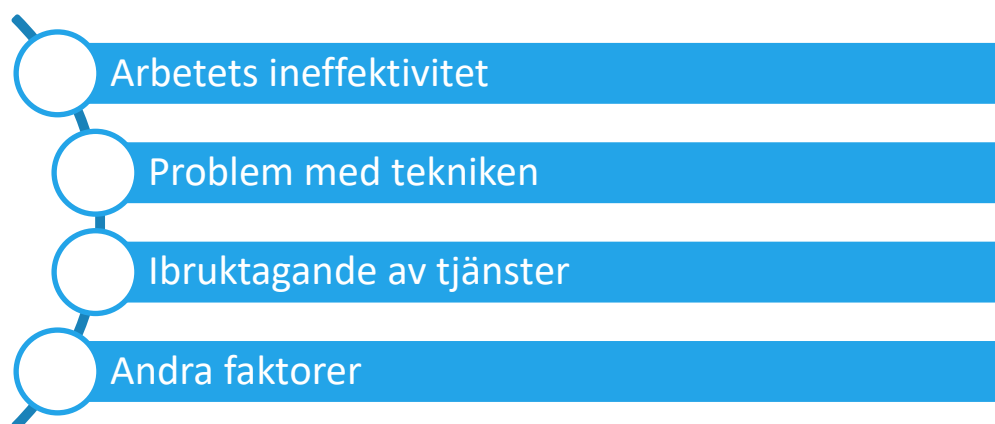 Arbetets ineffektivitet
Problem med tekniken
Ibruktagande av tjänster
Andra faktorer